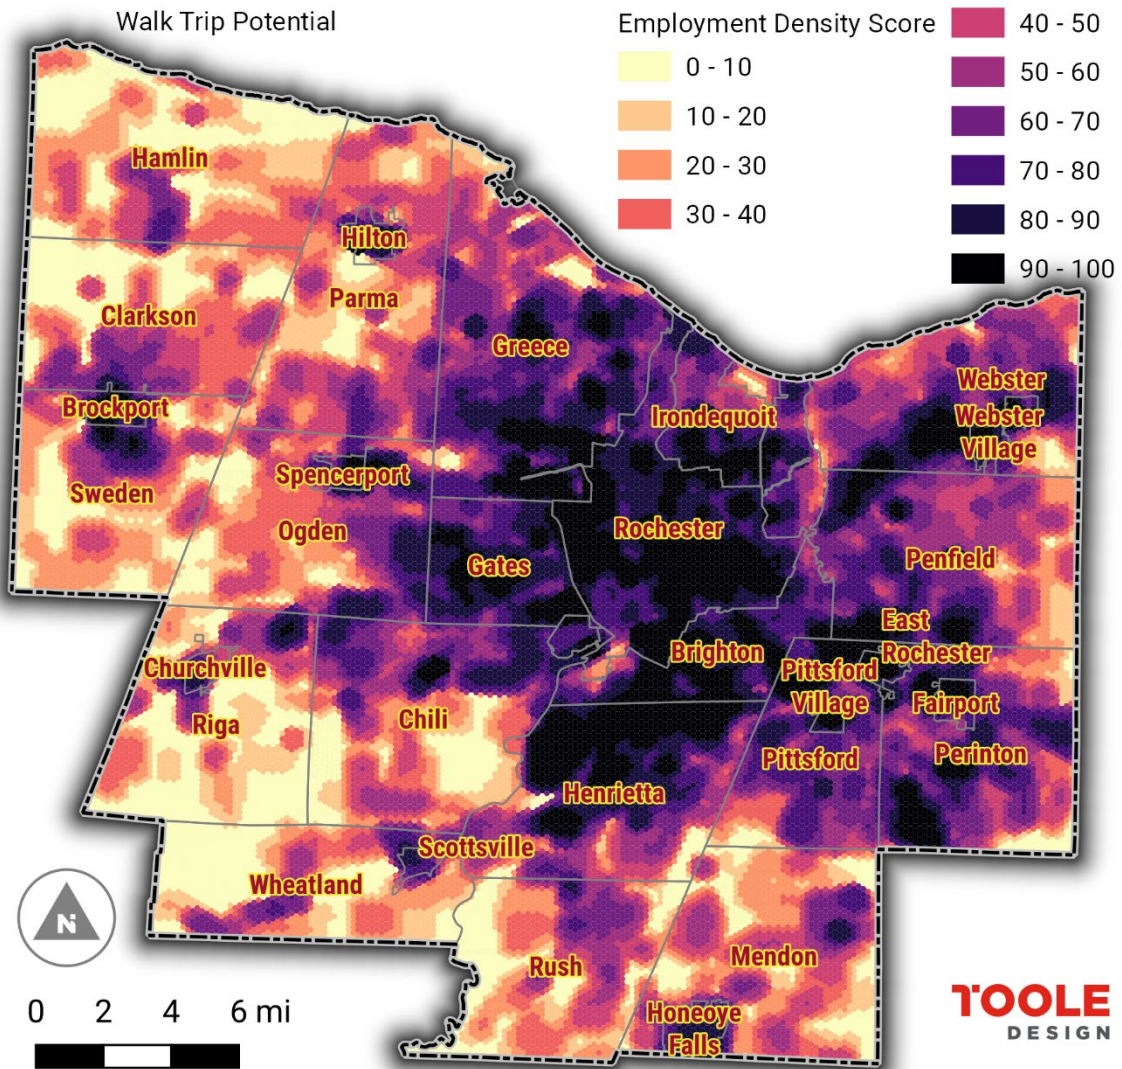 Walk Trip Potential
Employment Density Score
0 - 10
10 - 20
20 - 30
30 - 40
40 - 50
50 - 60
60 - 70
70 - 80
80 - 90
90 - 100
Hamlin
Hilton
Parma
Clarkson
Greece
Webster
Brockport
Irondequoit
Webster
Village
Spencerport
Sweden
Ogden
Rochester
Gates
Penfield
East
Rochester
Churchville
Brighton
Pittsford
Village
Fairport
Riga
Chili
Pittsford
Perinton
Henrietta
Scottsville
Wheatland
Rush
Mendon
Honeoye
Falls
N
0 2 4 6 mi
TOOLE
DESIGN